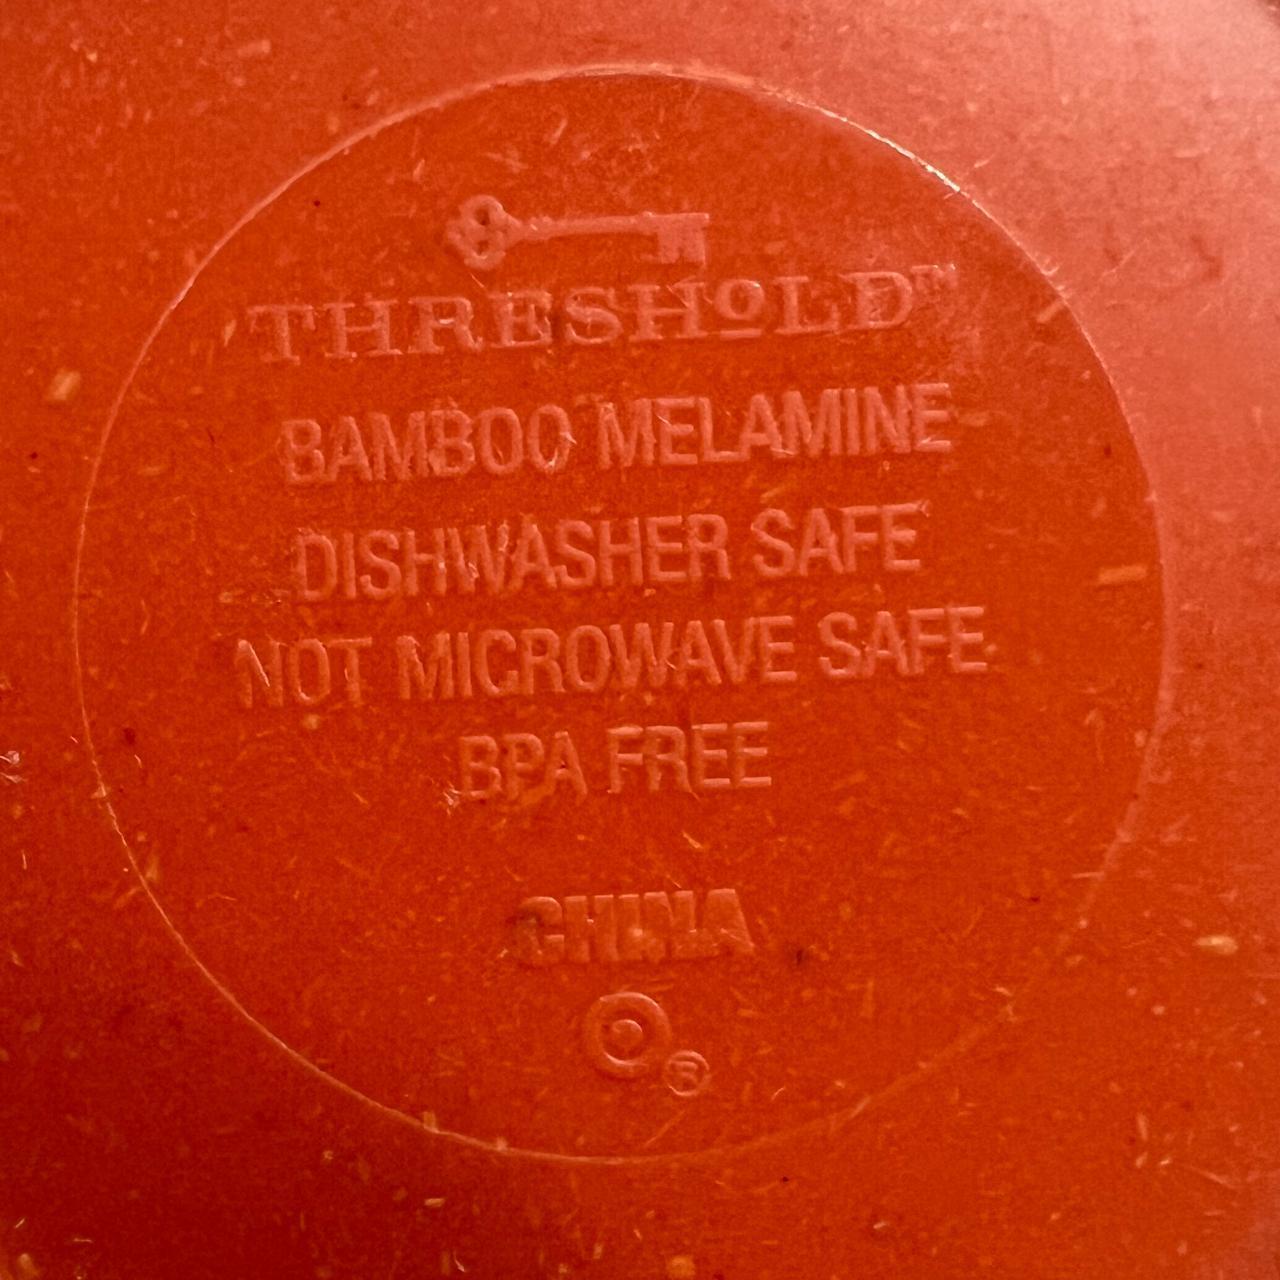 THRESHOLD™
BAMBOO MELAMINE
DISHWASHER SAFE
NOT MICROWAVE SAFE
BPA FREE
CHINA
®